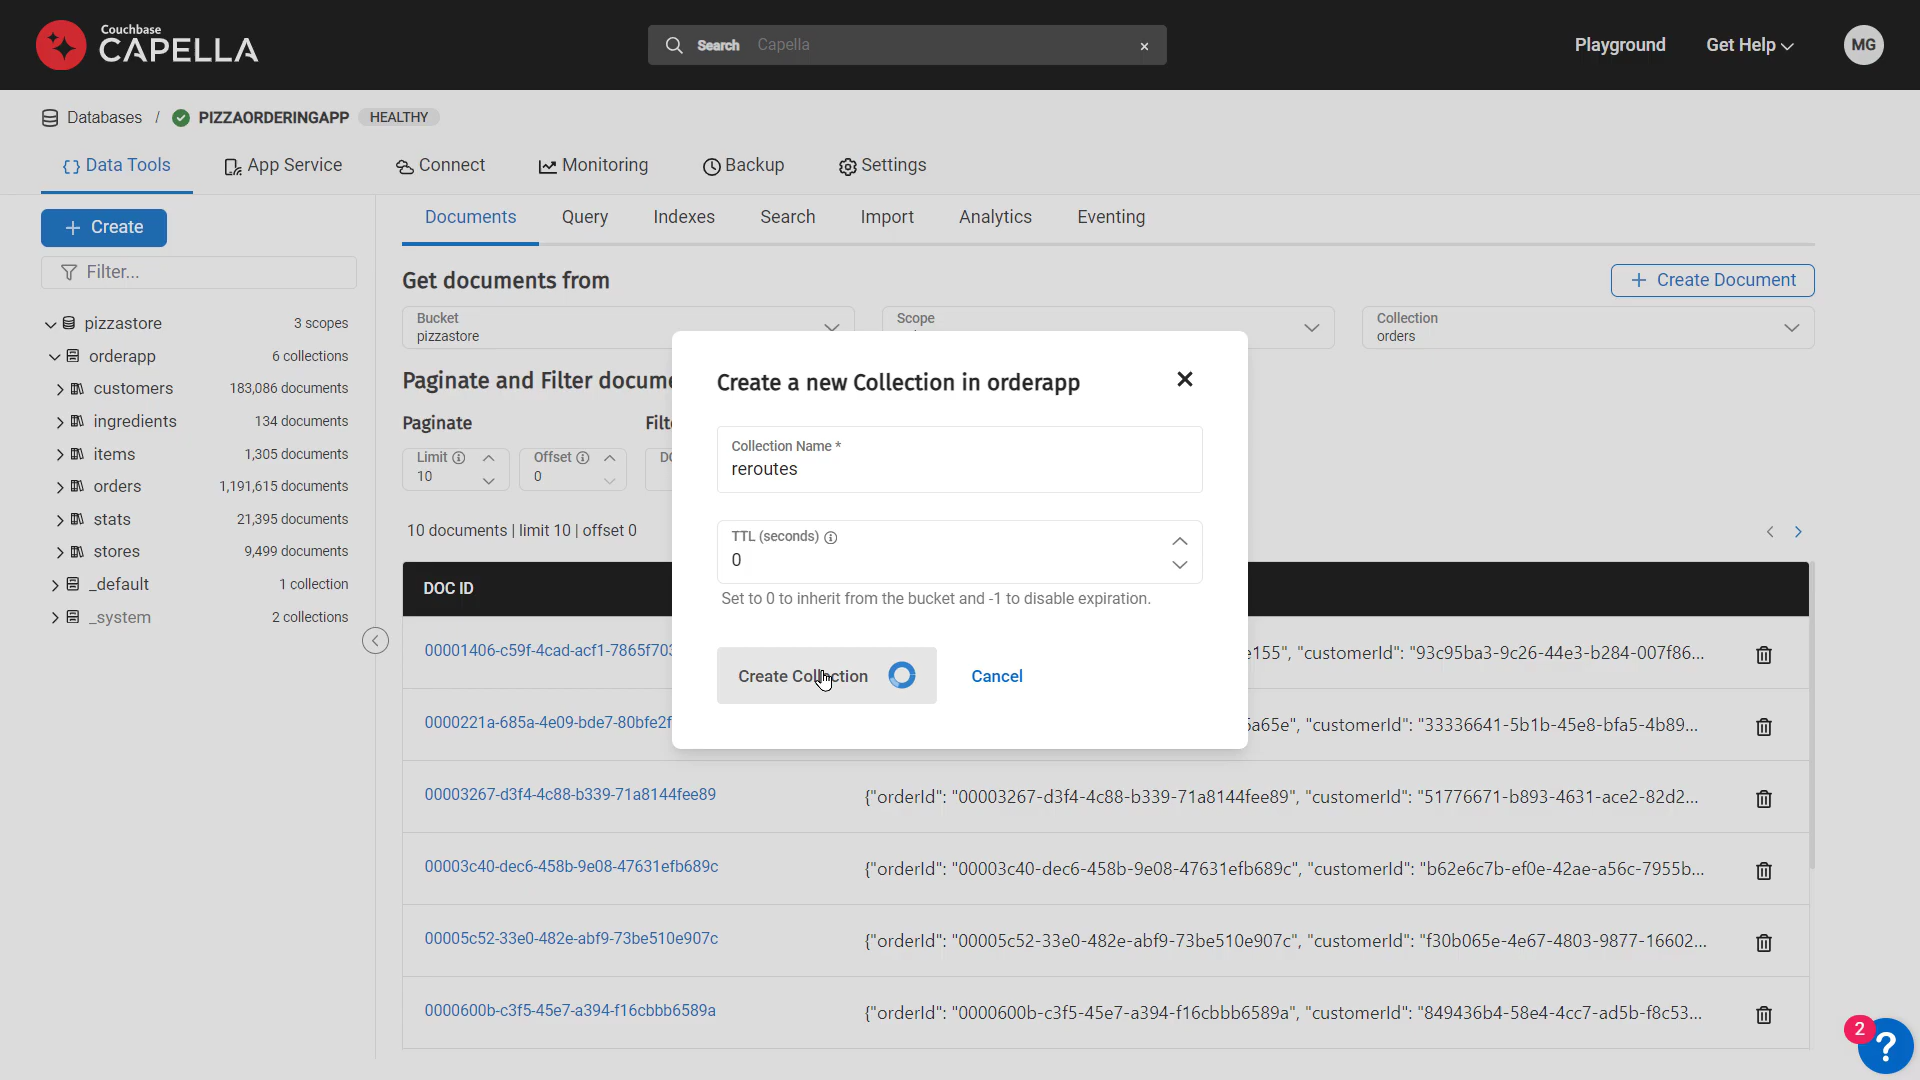 Couchbase
CAPELLA
Search Capella ×
Playground
Get Help
MG
Databases / PIZZAORDERINGAPP HEALTHY
Data Tools
App Service
Connect
Monitoring
Backup
Settings
+ Create
Filter...
pizzastore 3 scopes
orderapp 6 collections
customers 183,086 documents
ingredients 134 documents
items 1,305 documents
orders 1,191,615 documents
stats 21,395 documents
stores 9,499 documents
_default 1 collection
_system 2 collections
Documents
Query
Indexes
Search
Import
Analytics
Eventing
Get documents from
+ Create Document
Bucket
pizzastore
Scope
Collection
orders
Paginate and Filter docume
Paginate
Limit
10
Offset
0
10 documents | limit 10 | offset 0
DOC ID
00001406-c59f-4cad-acf1-7865f703
e155", "customerId": "93c95ba3-9c26-44e3-b284-007f86...
0000221a-685a-4e09-bde7-80bfe2f
5a65e", "customerId": "33336641-5b1b-45e8-bfa5-4b89...
00003267-d3f4-4c88-b339-71a8144fee89
{"orderId": "00003267-d3f4-4c88-b339-71a8144fee89", "customerId": "51776671-b893-4631-ace2-82d2...
00003c40-dec6-458b-9e08-47631efb689c
{"orderId": "00003c40-dec6-458b-9e08-47631efb689c", "customerId": "b62e6c7b-ef0e-42ae-a56c-7955b...
00005c52-33e0-482e-abf9-73be510e907c
{"orderId": "00005c52-33e0-482e-abf9-73be510e907c", "customerId": "f30b065e-4e67-4803-9877-16602...
0000600b-c3f5-45e7-a394-f16cbbb6589a
{"orderId": "0000600b-c3f5-45e7-a394-f16cbbb6589a", "customerId": "849436b4-58e4-4cc7-ad5b-f8c53...
Create a new Collection in orderapp
Collection Name *
reroutes
TTL (seconds)
0
Set to 0 to inherit from the bucket and -1 to disable expiration.
Create Collection
Cancel
2
?